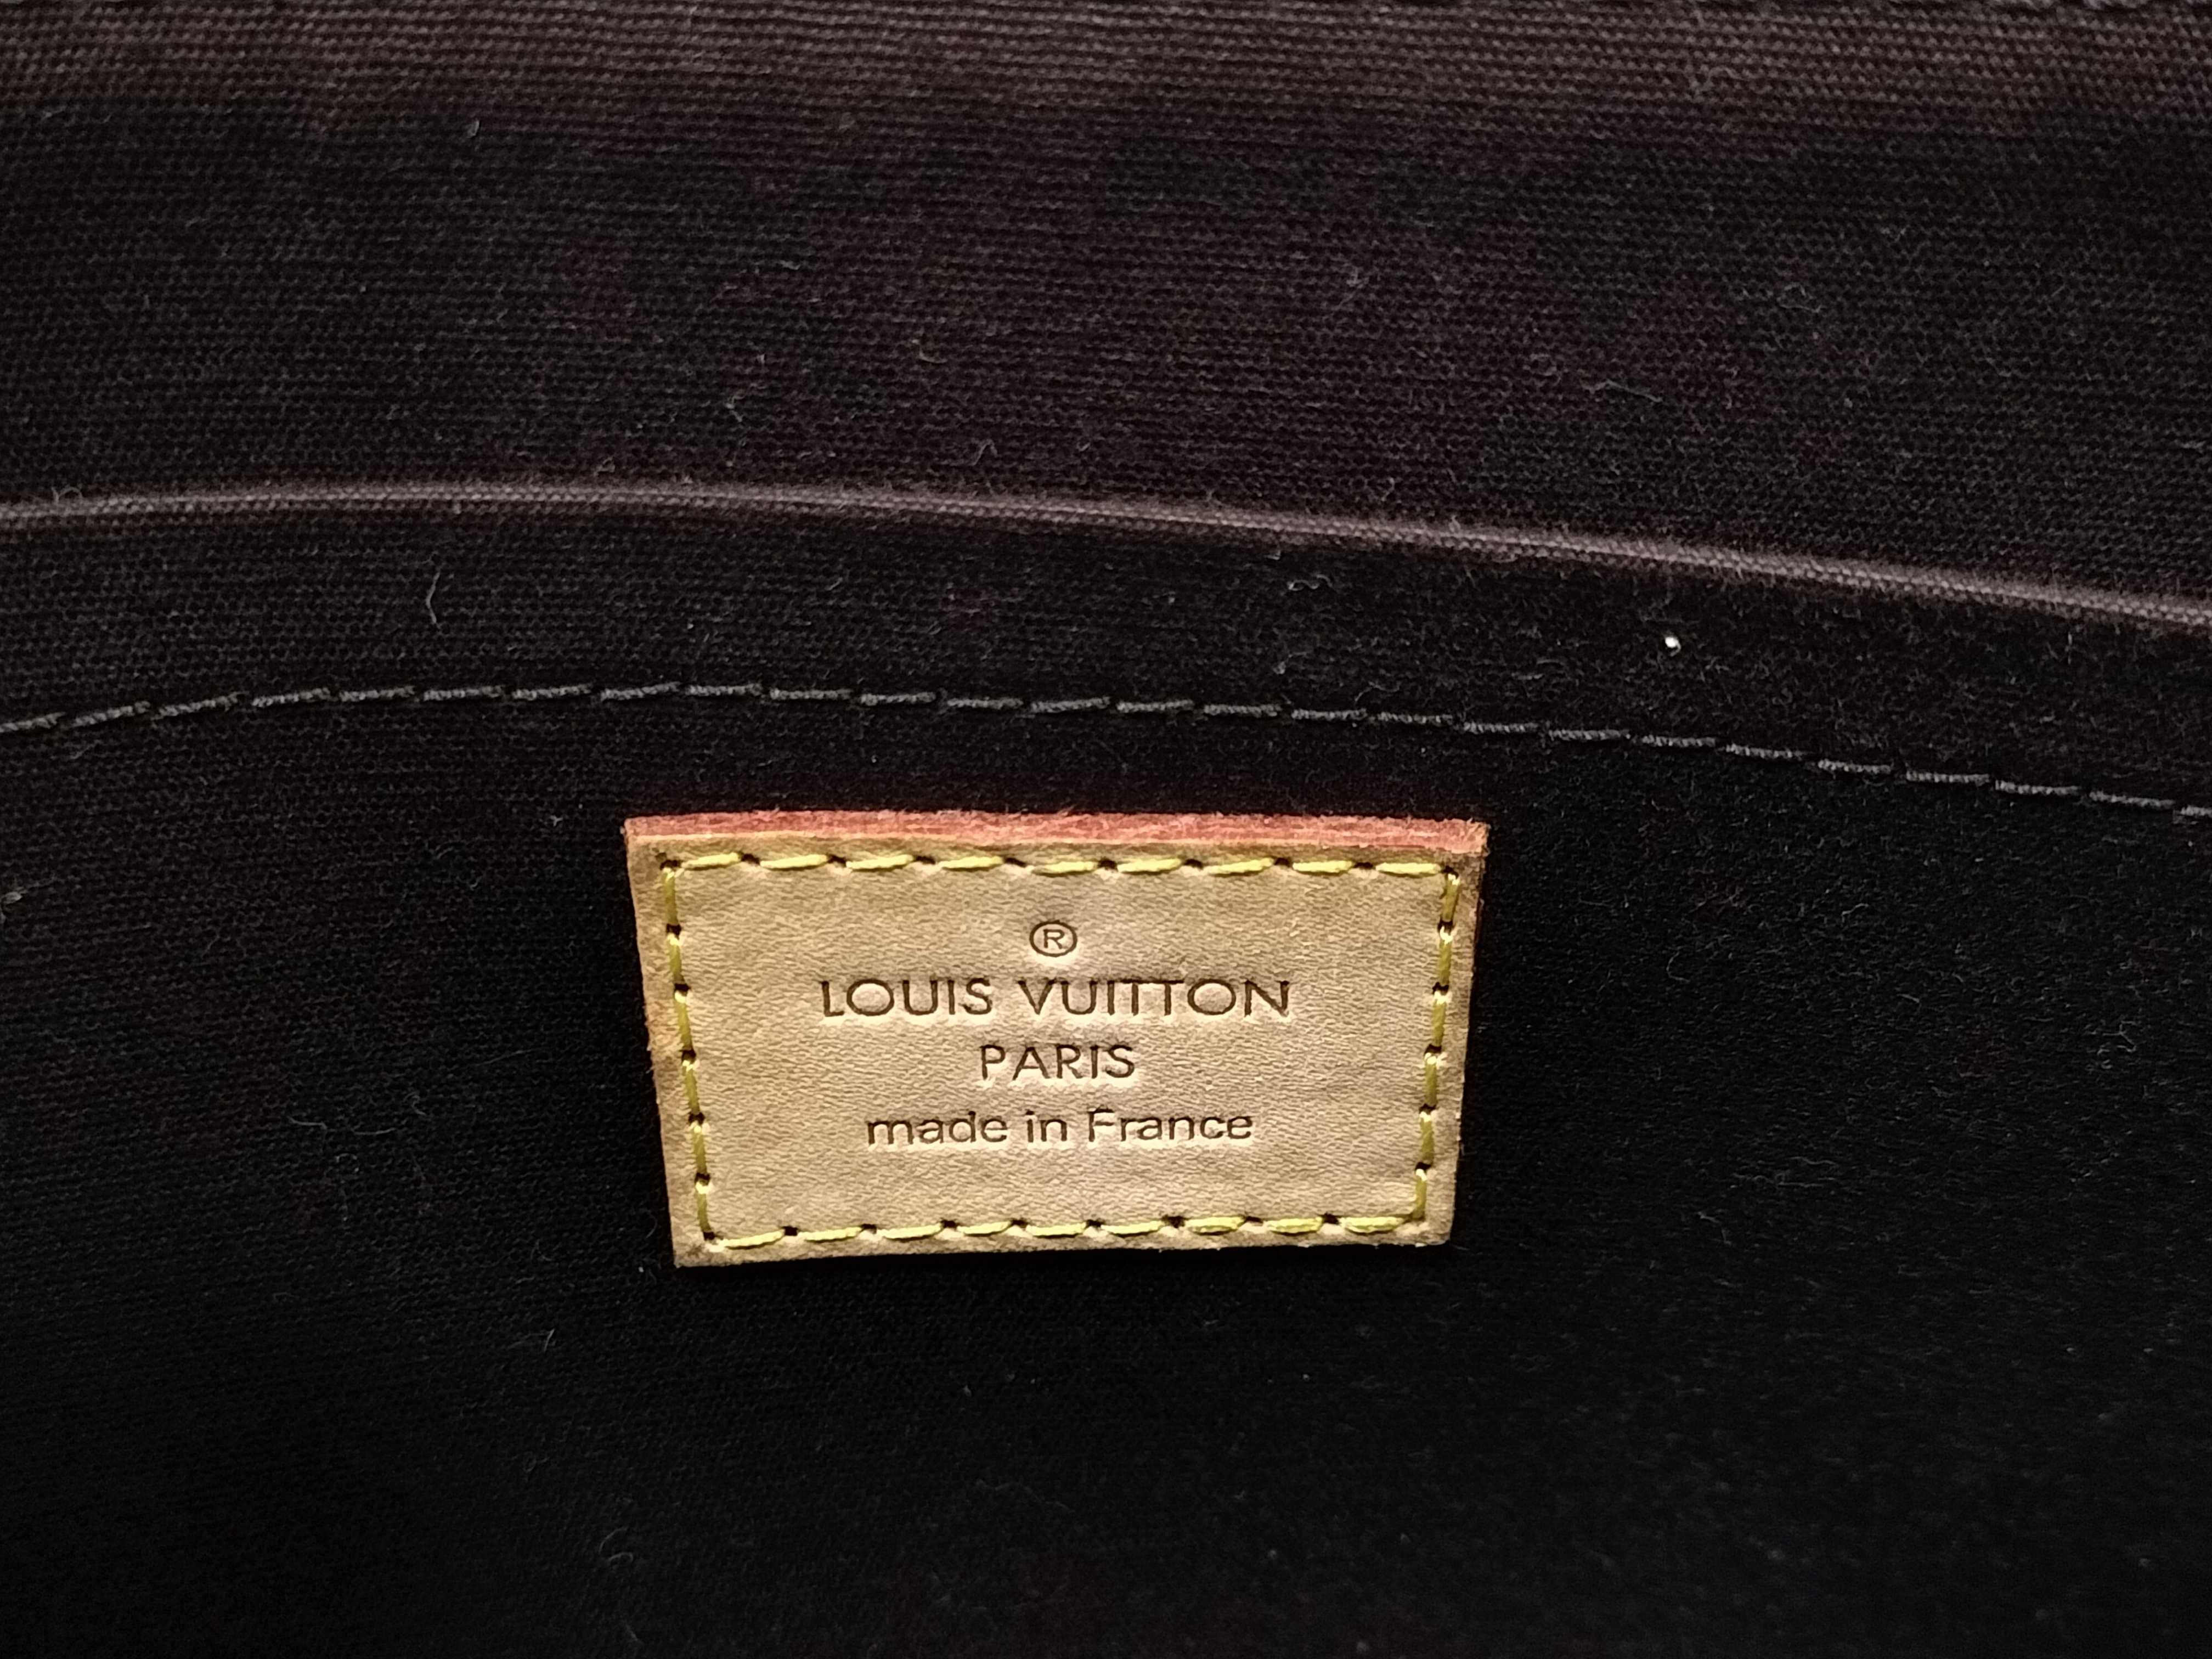 ®
LOUIS VUITTON
PARIS
made in France